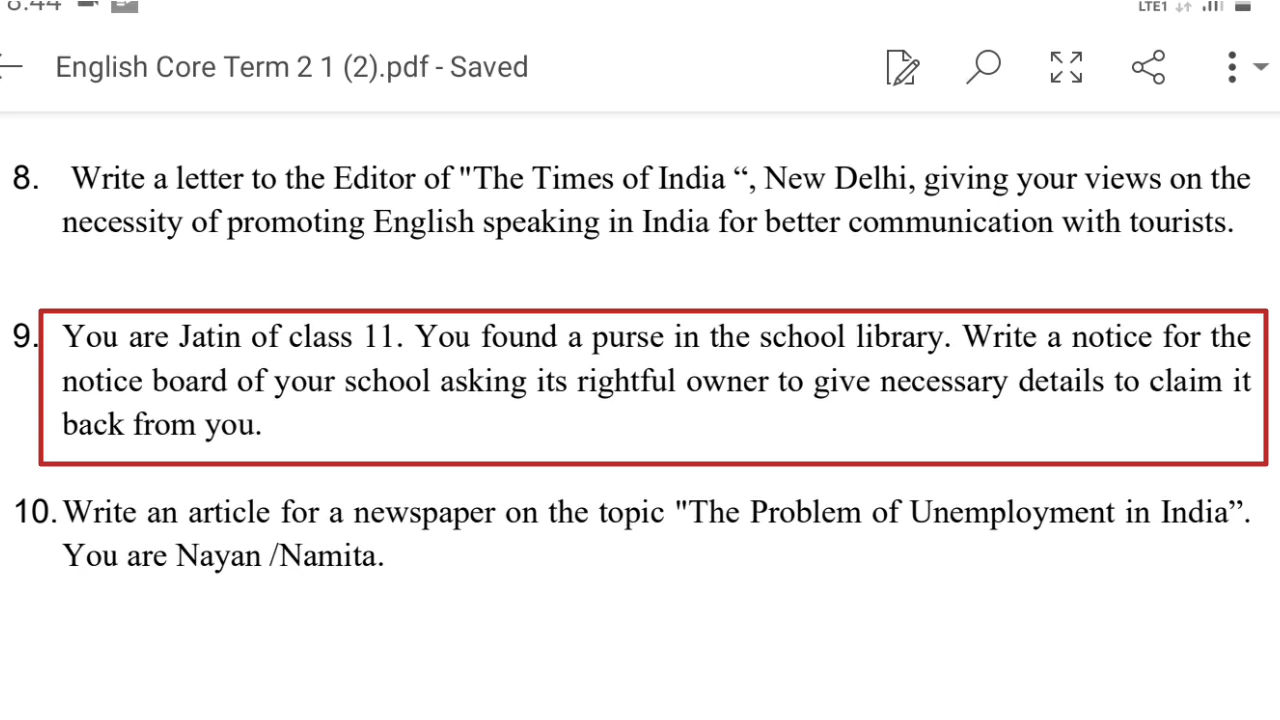 LTE1
English Core Term 2 1 (2).pdf - Saved
8. Write a letter to the Editor of "The Times of India “, New Delhi, giving your views on the
necessity of promoting English speaking in India for better communication with tourists.
9. You are Jatin of class 11. You found a purse in the school library. Write a notice for the
notice board of your school asking its rightful owner to give necessary details to claim it
back from you.
10. Write an article for a newspaper on the topic "The Problem of Unemployment in India”.
You are Nayan /Namita.